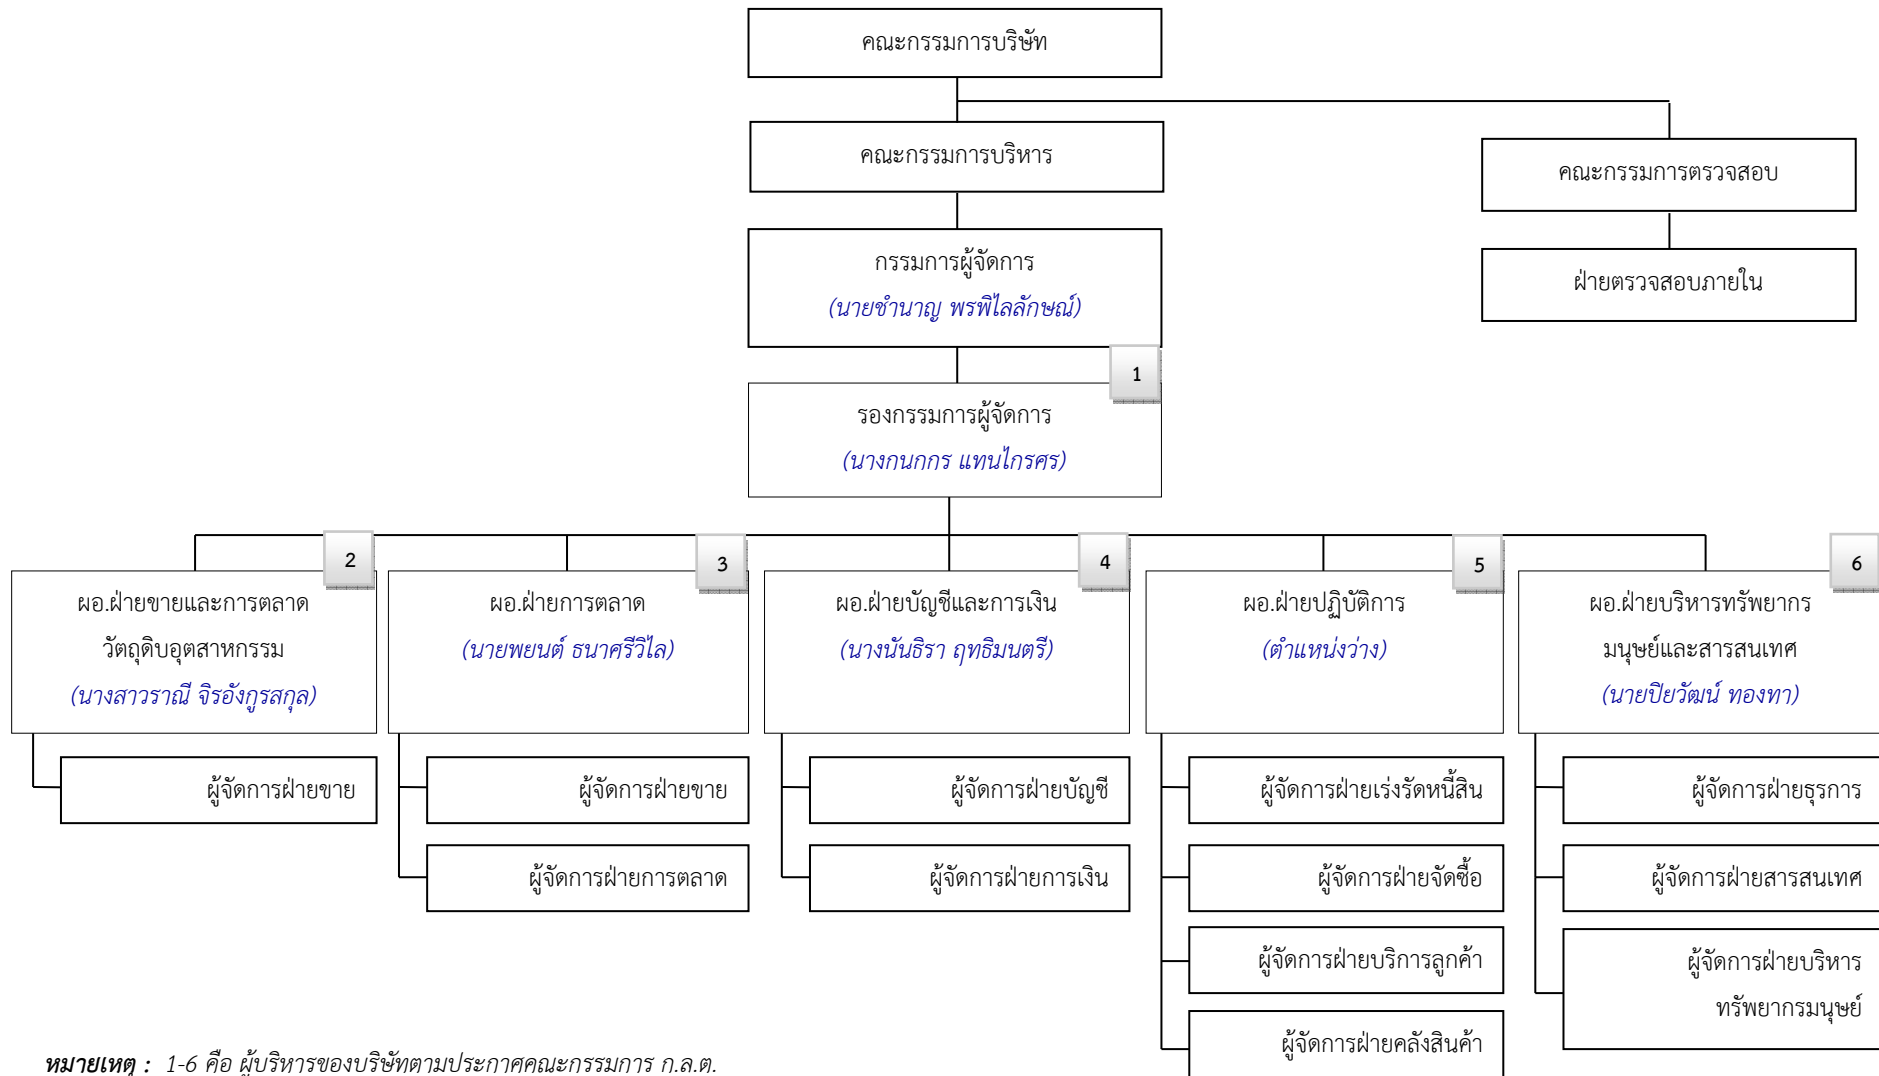 คณะกรรมการบริษัท
คณะกรรมการบริหาร
คณะกรรมการตรวจสอบ
กรรมการผู้จัดการ
(นายชำนาญ พรพิไลลักษณ์)
ฝ่ายตรวจสอบภายใน
1
รองกรรมการผู้จัดการ
(นางกนกกร แทนไกรศร)
2
ผอ.ฝ่ายขายและการตลาด
วัตถุดิบอุตสาหกรรม
(นางสาวราณี จิรอังกูรสกุล)
3
ผอ.ฝ่ายการตลาด
(นายพยนต์ ธนาศรีวิไล)
4
ผอ.ฝ่ายบัญชีและการเงิน
(นางนันธิรา ฤทธิมนตรี)
5
ผอ.ฝ่ายปฏิบัติการ
(ตำแหน่งว่าง)
6
ผอ.ฝ่ายบริหารทรัพยากร
มนุษย์และสารสนเทศ
(นายปิยวัฒน์ ทองทา)
ผู้จัดการฝ่ายขาย
ผู้จัดการฝ่ายขาย
ผู้จัดการฝ่ายการตลาด
ผู้จัดการฝ่ายบัญชี
ผู้จัดการฝ่ายการเงิน
ผู้จัดการฝ่ายเร่งรัดหนี้สิน
ผู้จัดการฝ่ายจัดซื้อ
ผู้จัดการฝ่ายบริการลูกค้า
ผู้จัดการฝ่ายคลังสินค้า
ผู้จัดการฝ่ายธุรการ
ผู้จัดการฝ่ายสารสนเทศ
ผู้จัดการฝ่ายบริหาร
ทรัพยากรมนุษย์
หมายเหตุ : 1-6 คือ ผู้บริหารของบริษัทตามประกาศคณะกรรมการ ก.ล.ต.